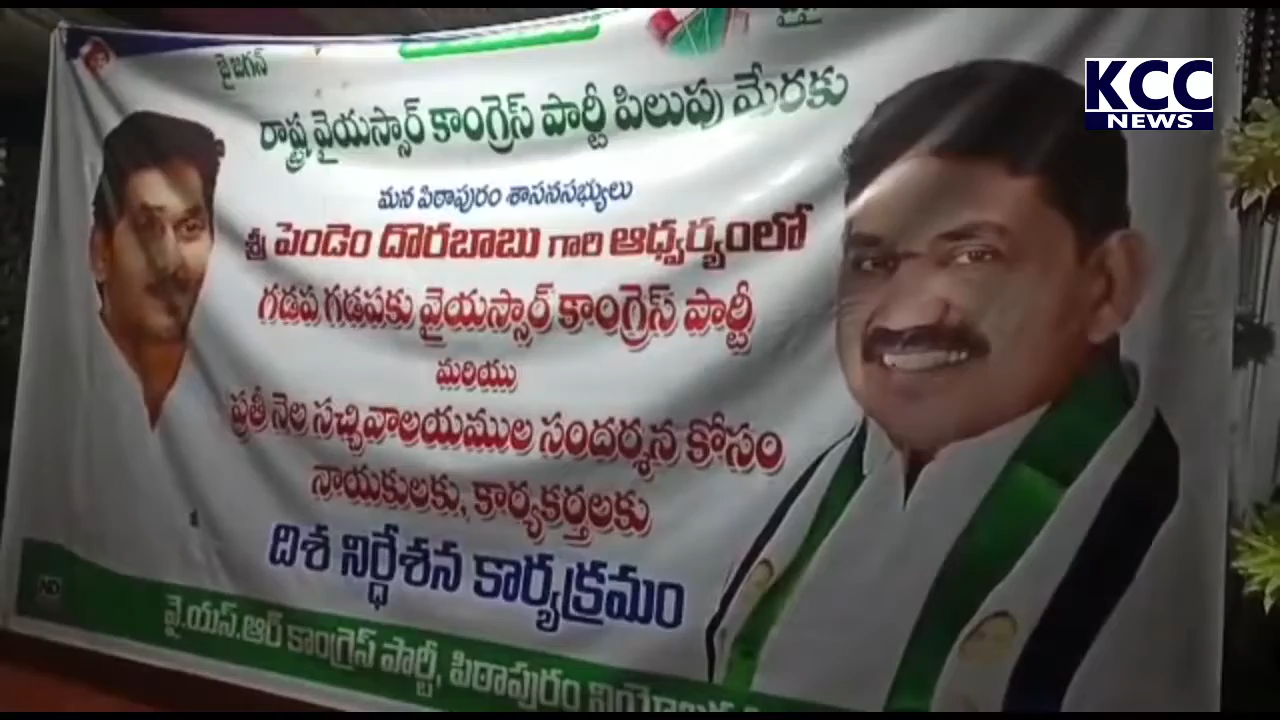 జై జగన్
KCC
NEWS
రాష్ట్ర వైయస్సార్ కాంగ్రెస్ పార్టీ పిలుపు మేరకు
మన పిఠాపురం శాసనసభ్యులు
శ్రీ పెండెం దొరబాబు గారి ఆధ్వర్యంలో
గడప గడపకు వైయస్సార్ కాంగ్రెస్ పార్టీ
మరియు
ప్రతీ నెల సచ్చివాలయముల సందర్శన కోసం
నాయకులకు, కార్యకర్తలకు
దిశ నిర్ధేశన కార్యక్రమం
వై.యస్.ఆర్ కాంగ్రెస్ పార్టీ, పిఠాపురం